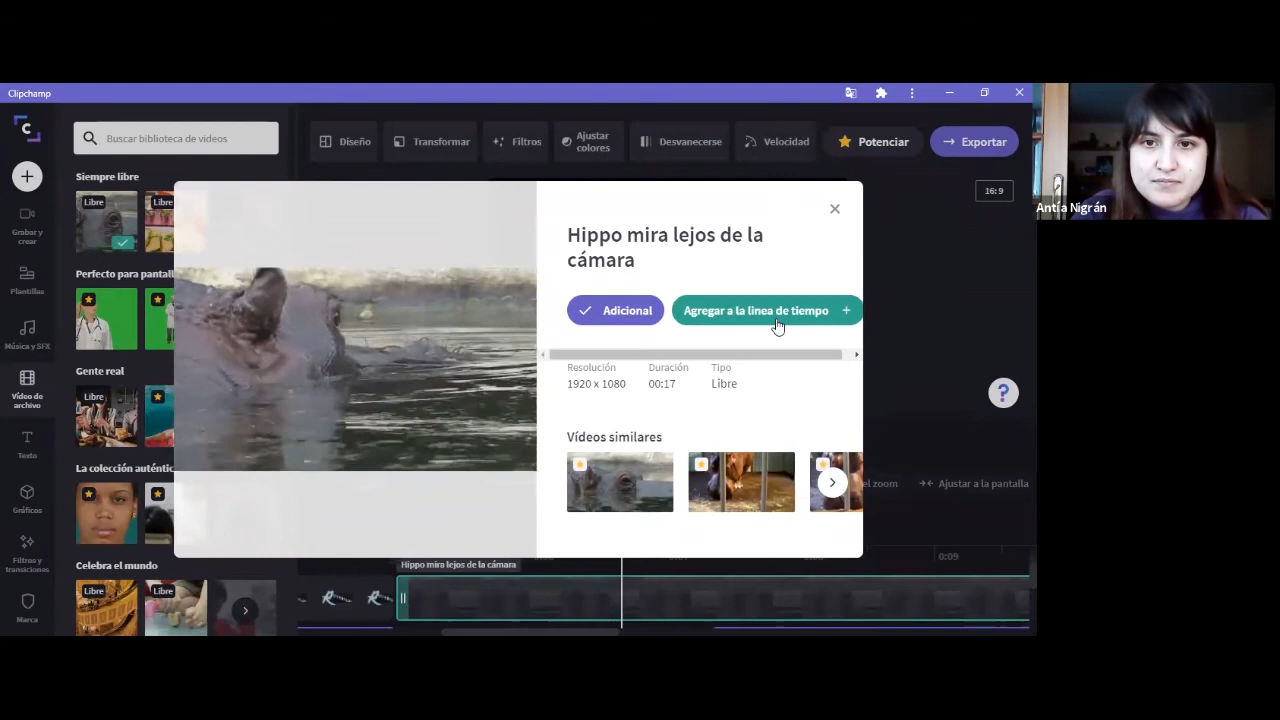 Clipchamp
Buscar biblioteca de videos
Diseño
Transformar
Filtros
Ajustar
colores
Desvanecerse
Velocidad
Potenciar
Exportar
16:9
Antía Nigrán
Grabar y
crear
Plantillas
Música y SFX
Vídeo de
archivo
Texto
Gráficos
Filtros y
transiciones
Marca
Siempre libre
Libre
Libre
Perfecto para pantall
Gente real
Libre
La colección auténtic
Celebra el mundo
Libre
Libre
Hippo mira lejos de la
cámara
Adicional
Agregar a la linea de tiempo +
Resolución
Duración
Tipo
1920 x 1080
00:17
Libre
Vídeos similares
?
el zoom
Ajustar a la pantalla
0:09
Hippo mira lejos de la cámara